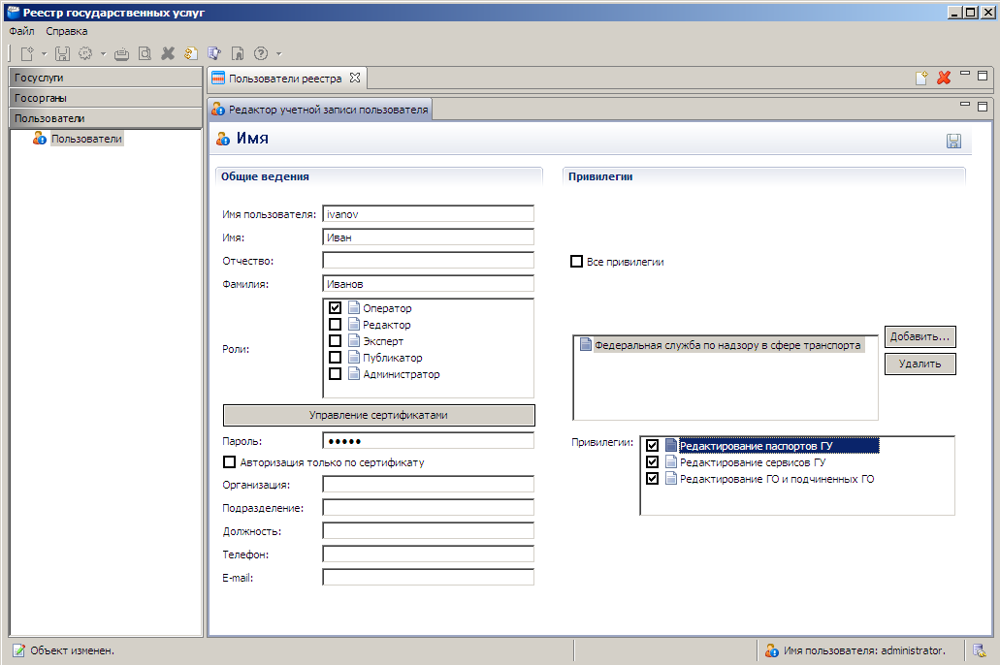 Реестр государственных услуг
Файл Справка
Госуслуги
Госорганы
Пользователи
Пользователи
Пользователи реестра
Редактор учетной записи пользователя
Имя
Общие ведения
Имя пользователя: ivanov
Имя: Иван
Отчество:
Фамилия: Иванов
Роли:
Оператор
Редактор
Эксперт
Публикатор
Администратор
Управление сертификатами
Пароль: •••••
Авторизация только по сертификату
Организация:
Подразделение:
Должность:
Телефон:
E-mail:
Привилегии
Все привилегии
Федеральная служба по надзору в сфере транспорта
Добавить...
Удалить
Привилегии:
Редактирование паспортов ГУ
Редактирование сервисов ГУ
Редактирование ГО и подчиненных ГО
Объект изменен.
Имя пользователя: administrator.